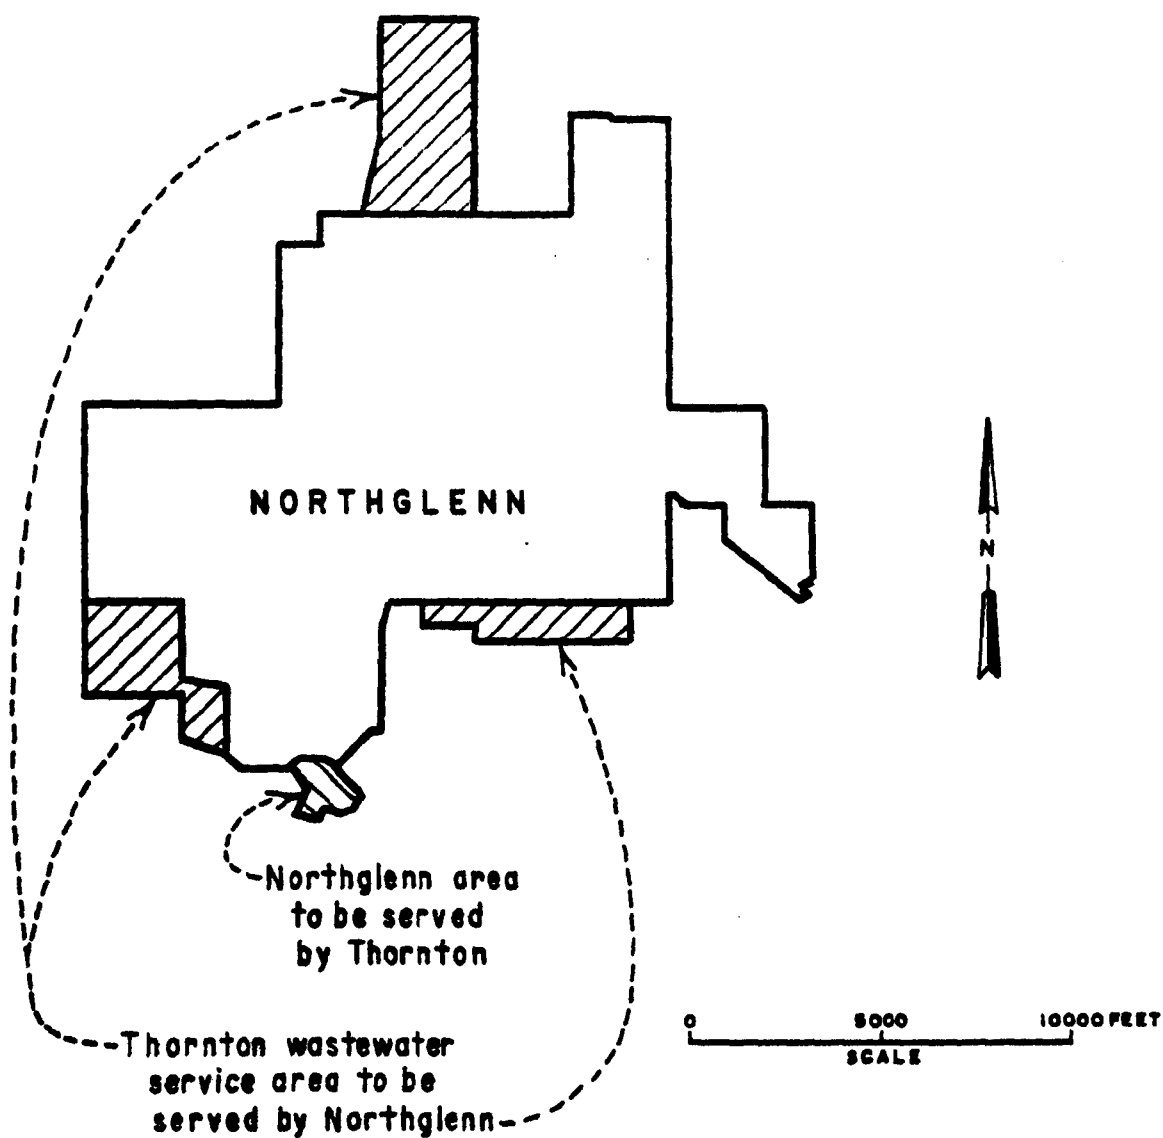 NORTHGLENN
N
Northglenn area
to be served
by Thornton
0 5000 10000 FEET
SCALE
Thornton wastewater
service area to be
served by Northglenn